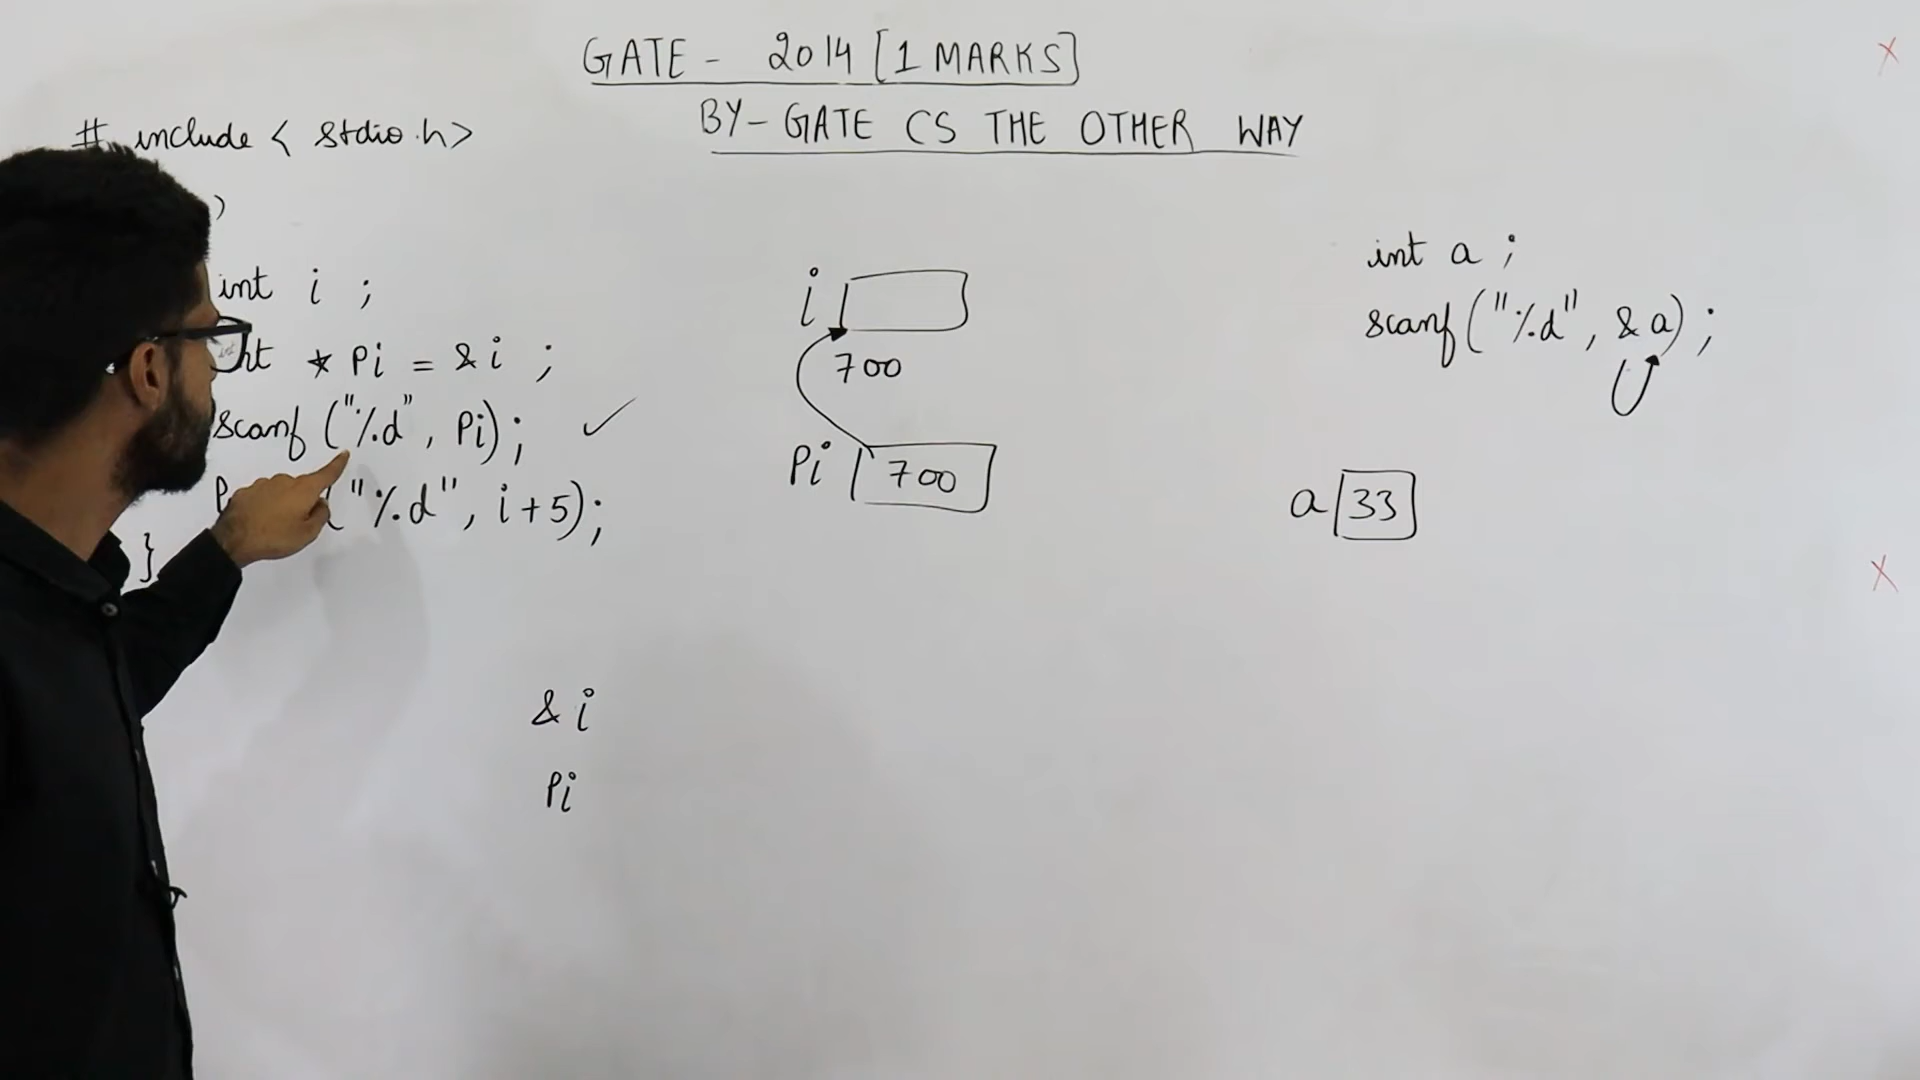 GATE - 2014 [1 MARKS]
BY - GATE CS THE OTHER WAY
# include < stdio.h>
)
int i ;
* Pi = & i ;
scanf ("%d", Pi); ✓
("%d", i+5);
}
& i
Pi
i
700
Pi 700
int a ;
scanf ("%d", & a) ;
a 33
X
X